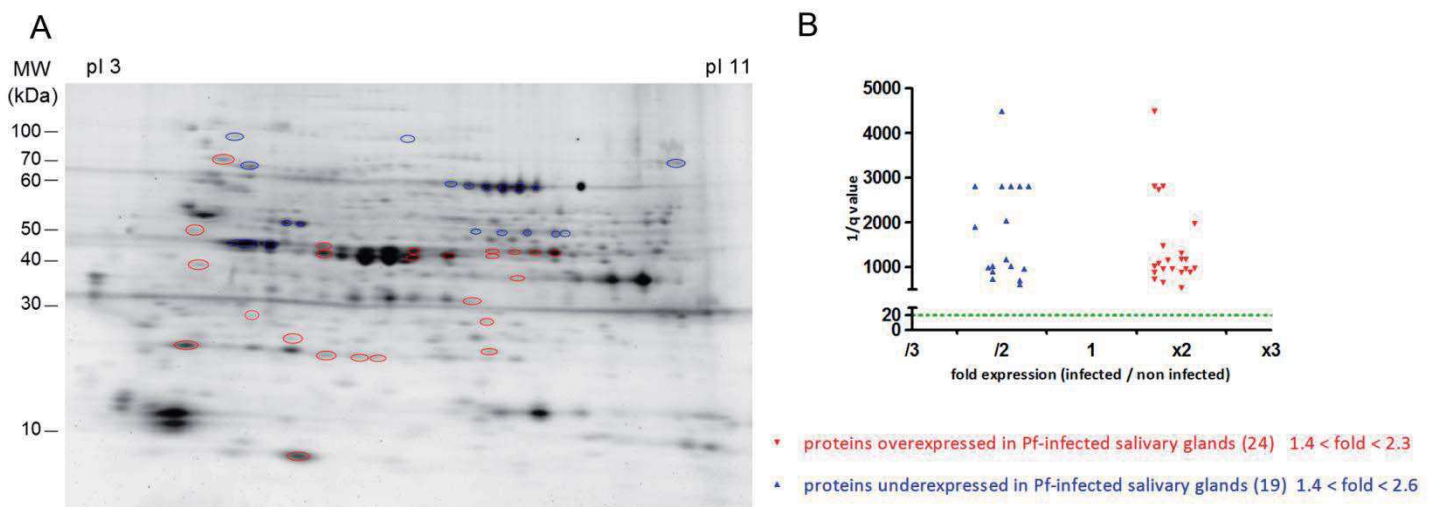 A
B
MW
(kDa)
pI 3
pI 11
100
70
60
50
40
30
10
5000
4000
3000
2000
1000
20
0
1/q value
/3
/2
1
x2
x3
fold expression (infected / non infected)
proteins overexpressed in Pf-infected salivary glands (24) 1.4 < fold < 2.3
proteins underexpressed in Pf-infected salivary glands (19) 1.4 < fold < 2.6